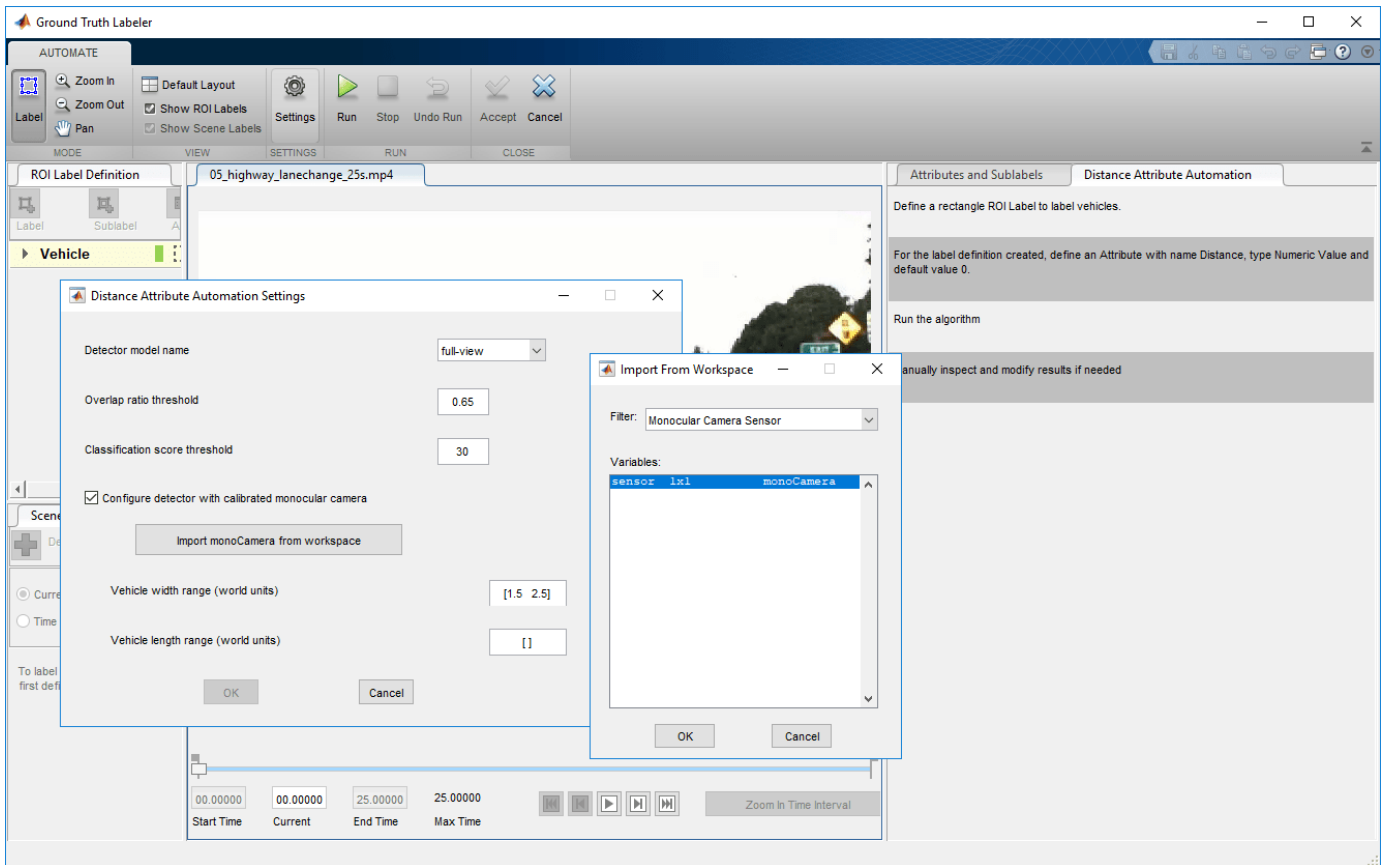 Ground Truth Labeler
AUTOMATE
Label
Zoom In
Zoom Out
Pan
MODE
Default Layout
Show ROI Labels
Show Scene Labels
VIEW
Settings
SETTINGS
Run
Stop
Undo Run
RUN
Accept
Cancel
CLOSE
ROI Label Definition
Label
Sublabel
A
Vehicle
Scene
De
Curre
Time
To label
first defi
05_highway_lanechange_25s.mp4
EXIT
Distance Attribute Automation Settings
Detector model name
full-view
Overlap ratio threshold
0.65
Classification score threshold
30
Configure detector with calibrated monocular camera
Import monoCamera from workspace
Vehicle width range (world units)
[1.5 2.5]
Vehicle length range (world units)
[ ]
OK
Cancel
Import From Workspace
Filter:
Monocular Camera Sensor
Variables:
sensor 1x1 monoCamera
OK
Cancel
00.00000
00.00000
25.00000
25.00000
Start Time
Current
End Time
Max Time
Zoom In Time Interval
Attributes and Sublabels
Distance Attribute Automation
Define a rectangle ROI Label to label vehicles.
For the label definition created, define an Attribute with name Distance, type Numeric Value and
default value 0.
Run the algorithm
anually inspect and modify results if needed